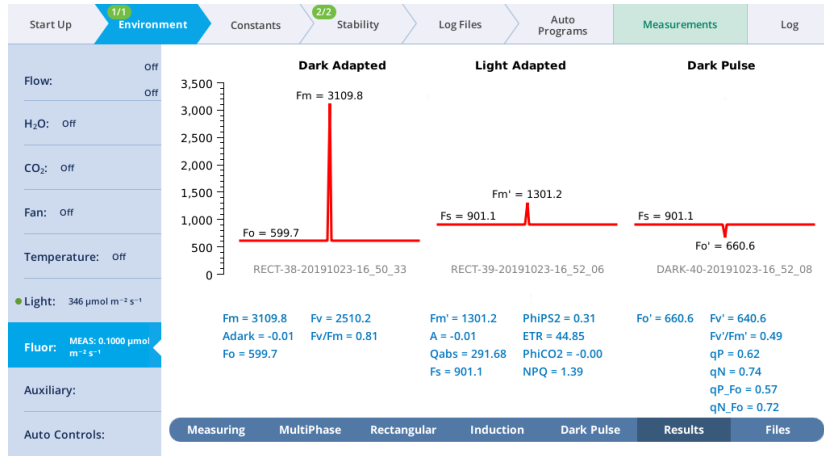 Start Up
1/1
Environment
Constants
2/2
Stability
Log Files
Auto
Programs
Measurements
Log
Off
Flow:
Off
H₂O: Off
CO₂: Off
Fan: Off
Temperature: Off
Light: 346 µmol m⁻² s⁻¹
Fluor: MEAS: 0.1000 µmol
m⁻² s⁻¹
Auxiliary:
Auto Controls:
Dark Adapted
Light Adapted
Dark Pulse
3,500
3,000
2,500
2,000
1,500
1,000
500
0
Fm = 3109.8
Fo = 599.7
RECT-38-20191023-16_50_33
Fm' = 1301.2
Fs = 901.1
RECT-39-20191023-16_52_06
Fs = 901.1
Fo' = 660.6
DARK-40-20191023-16_52_08
Fm = 3109.8 Fv = 2510.2
Adark = -0.01 Fv/Fm = 0.81
Fo = 599.7
Fm' = 1301.2 PhiPS2 = 0.31
A = -0.01 ETR = 44.85
Qabs = 291.68 PhiCO2 = -0.00
Fs = 901.1 NPQ = 1.39
Fo' = 660.6 Fv' = 640.6
Fv'/Fm' = 0.49
qP = 0.62
qN = 0.74
qP_Fo = 0.57
qN_Fo = 0.72
Measuring MultiPhase Rectangular Induction Dark Pulse Results Files